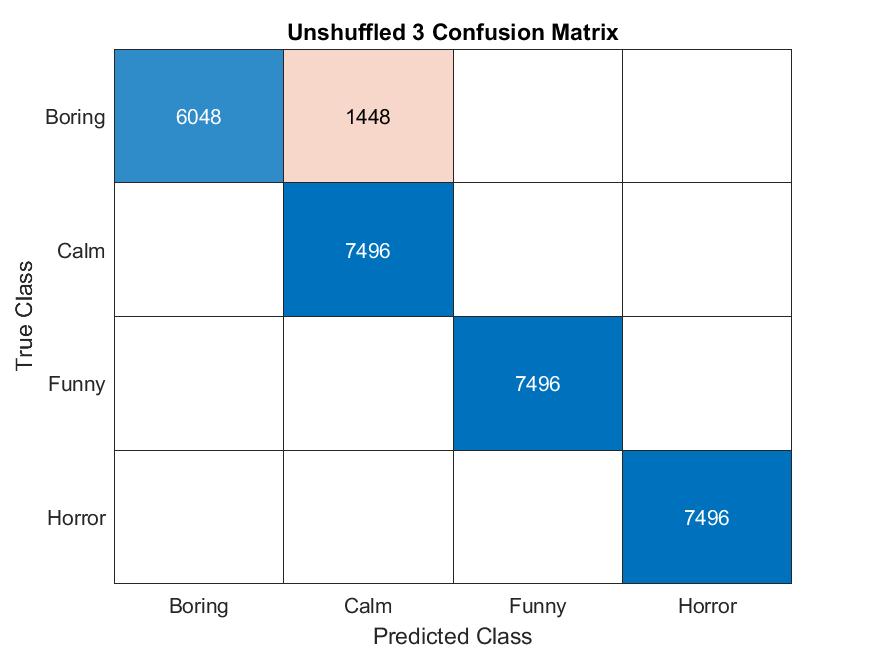 Unshuffled 3 Confusion Matrix
Boring 6048 1448
Calm 7496
Funny 7496
Horror 7496
True Class
Boring Calm Funny Horror
Predicted Class